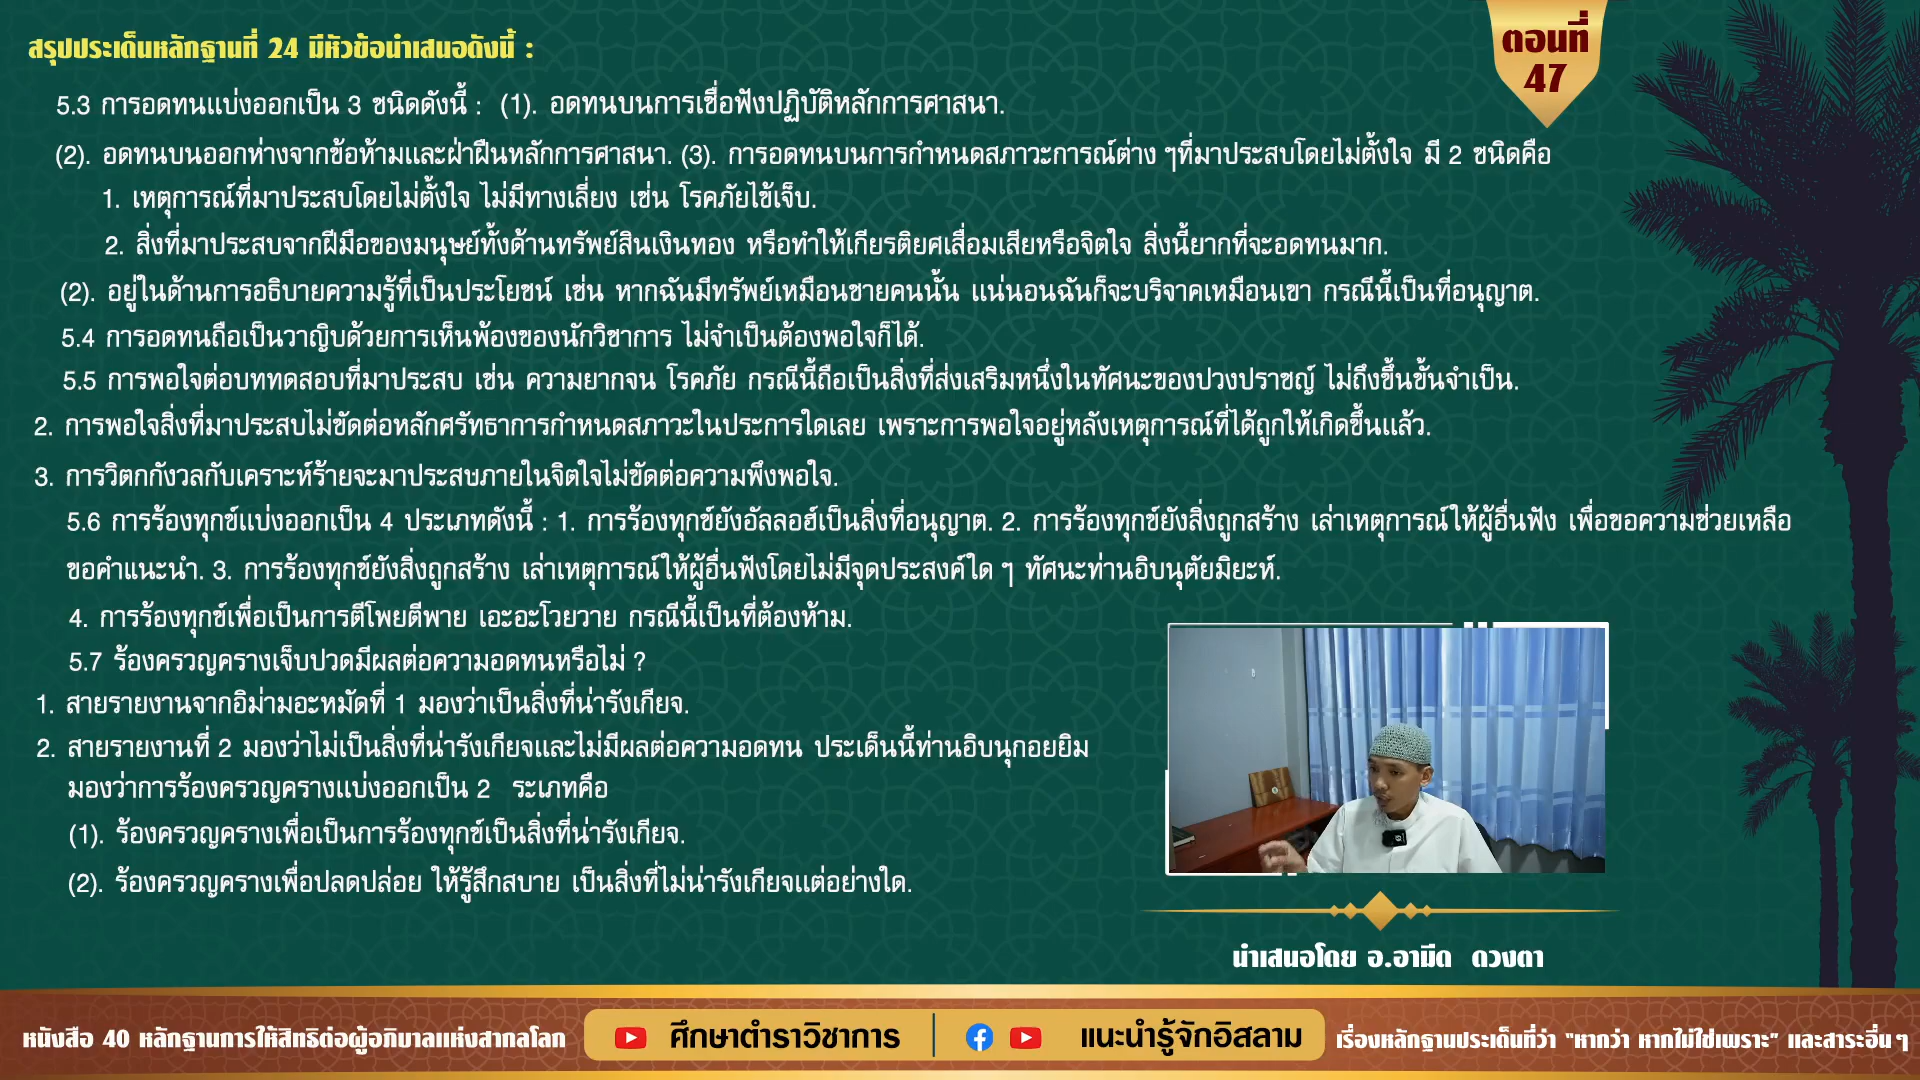 สรุปประเด็นหลักฐานที่ 24 มีหัวข้อนำเสนอดังนี้ :
ตอนที่
47
5.3 การอดทนแบ่งออกเป็น 3 ชนิดดังนี้ : (1). อดทนบนการเชื่อฟังปฏิบัติหลักการศาสนา.
(2). อดทนบนออกห่างจากข้อห้ามและฝ่าฝืนหลักการศาสนา. (3). การอดทนบนการกำหนดสภาวะการณ์ต่าง ๆที่มาประสบโดยไม่ตั้งใจ มี 2 ชนิดคือ
1. เหตุการณ์ที่มาประสบโดยไม่ตั้งใจ ไม่มีทางเลี่ยง เช่น โรคภัยไข้เจ็บ.
2. สิ่งที่มาประสบจากฝีมือของมนุษย์ทั้งด้านทรัพย์สินเงินทอง หรือทำให้เกียรติยศเสื่อมเสียหรือจิตใจ สิ่งนี้ยากที่จะอดทนมาก.
(2). อยู่ในด้านการอธิบายความรู้ที่เป็นประโยชน์ เช่น หากฉันมีทรัพย์เหมือนชายคนนั้น แน่นอนฉันก็จะบริจาคเหมือนเขา กรณีนี้เป็นที่อนุญาต.
5.4 การอดทนถือเป็นวาญิบด้วยการเห็นพ้องของนักวิชาการ ไม่จำเป็นต้องพอใจก็ได้.
5.5 การพอใจต่อบททดสอบที่มาประสบ เช่น ความยากจน โรคภัย กรณีนี้ถือเป็นสิ่งที่ส่งเสริมหนึ่งในทัศนะของปวงปราชญ์ ไม่ถึงขึ้นขั้นจำเป็น.
2. การพอใจสิ่งที่มาประสบไม่ขัดต่อหลักศรัทธาการกำหนดสภาวะในประการใดเลย เพราะการพอใจอยู่หลังเหตุการณ์ที่ได้ถูกให้เกิดขึ้นแล้ว.
3. การวิตกกังวลกับเคราะห์ร้ายจะมาประสษภายในจิตใจไม่ขัดต่อความพึงพอใจ.
5.6 การร้องทุกข์แบ่งออกเป็น 4 ประเภทดังนี้ : 1. การร้องทุกข์ยังอัลลอฮ์เป็นสิ่งที่อนุญาต. 2. การร้องทุกข์ยังสิ่งถูกสร้าง เล่าเหตุการณ์ให้ผู้อื่นฟัง เพื่อขอความช่วยเหลือ
ขอคำแนะนำ. 3. การร้องทุกข์ยังสิ่งถูกสร้าง เล่าเหตุการณ์ให้ผู้อื่นฟังโดยไม่มีจุดประสงค์ใด ๆ ทัศนะท่านอิบนุตัยมิยะห์.
4. การร้องทุกข์เพื่อเป็นการตีโพยตีพาย เอะอะโวยวาย กรณีนี้เป็นที่ต้องห้าม.
5.7 ร้องครวญครางเจ็บปวดมีผลต่อความอดทนหรือไม่ ?
1. สายรายงานจากอิม่ามอะหมัดที่ 1 มองว่าเป็นสิ่งที่น่ารังเกียจ.
2. สายรายงานที่ 2 มองว่าไม่เป็นสิ่งที่น่ารังเกียจและไม่มีผลต่อความอดทน ประเด็นนี้ท่านอิบนุกอยยิม
มองว่าการร้องครวญครางแบ่งออกเป็น 2 ระเภทคือ
(1). ร้องครวญครางเพื่อเป็นการร้องทุกข์เป็นสิ่งที่น่ารังเกียจ.
(2). ร้องครวญครางเพื่อปลดปล่อย ให้รู้สึกสบาย เป็นสิ่งที่ไม่น่ารังเกียจแต่อย่างใด.
นำเสนอโดย อ.อามีด ดวงตา
หนังสือ 40 หลักฐานการให้สิทธิต่อผู้อภิบาลแห่งสากลโลก
ศึกษาตำราวิชาการ
แนะนำรู้จักอิสลาม
เรื่องหลักฐานประเด็นที่ว่า "หากว่า หากไม่ใช่เพราะ" และสาระอื่น ๆ